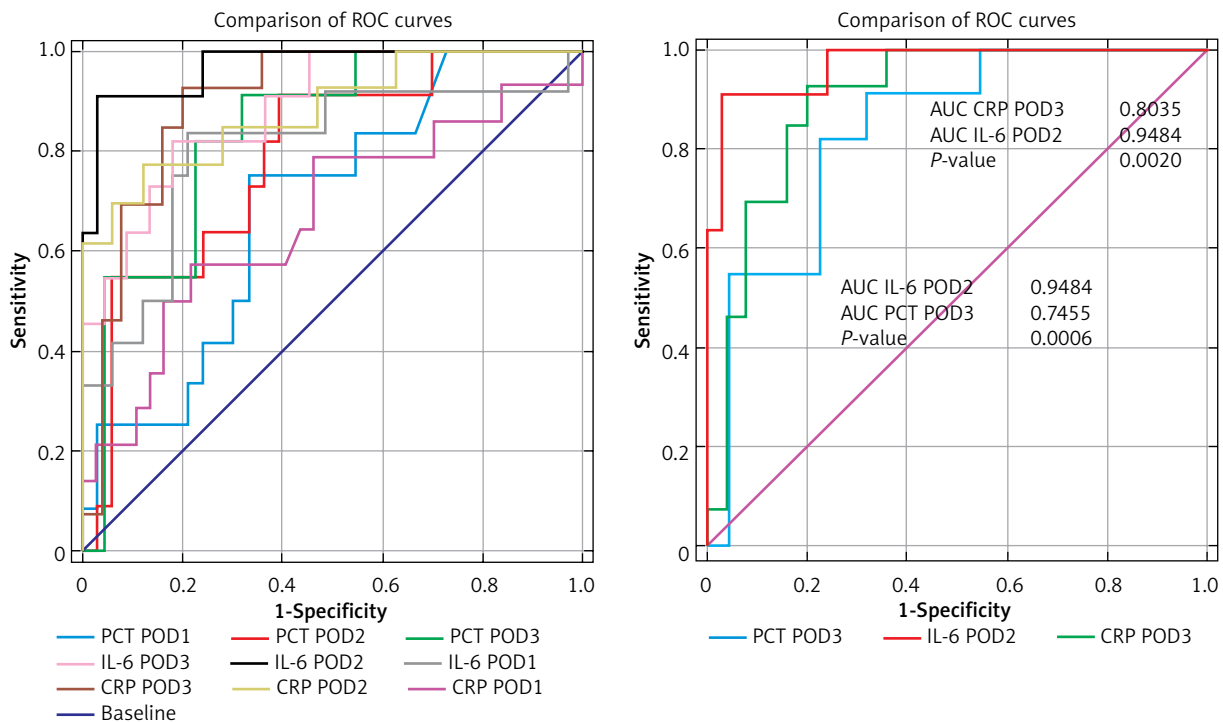 Comparison of ROC curves
Sensitivity
1.0
0.8
0.6
0.4
0.2
0
0 0.2 0.4 0.6 0.8 1.0
1-Specificity
PCT POD1 PCT POD2 PCT POD3
IL-6 POD3 IL-6 POD2 IL-6 POD1
CRP POD3 CRP POD2 CRP POD1
Baseline
Comparison of ROC curves
Sensitivity
1.0
0.8
0.6
0.4
0.2
0
AUC CRP POD3 0.8035
AUC IL-6 POD2 0.9484
P-value 0.0020
AUC IL-6 POD2 0.9484
AUC PCT POD3 0.7455
P-value 0.0006
0 0.2 0.4 0.6 0.8 1.0
1-Specificity
PCT POD3 IL-6 POD2 CRP POD3